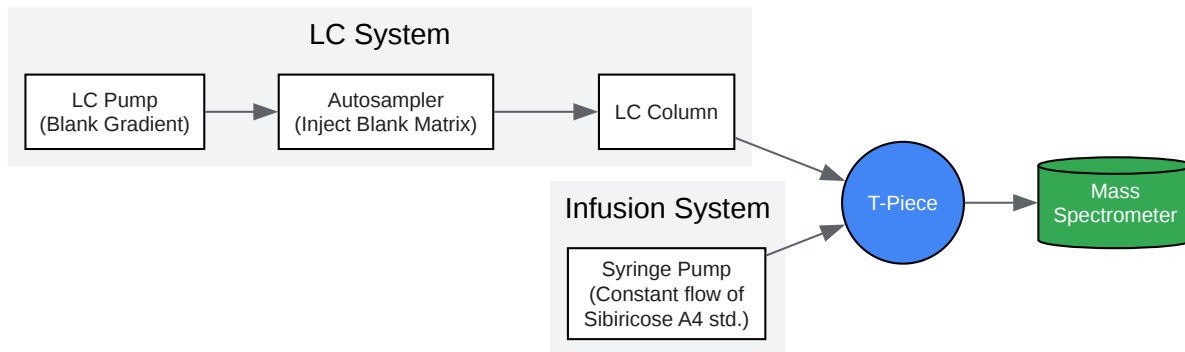 LC System
LC Pump
(Blank Gradient)
Autosampler
(Inject Blank Matrix)
LC Column
Infusion System
Syringe Pump
(Constant flow of
Sibiricose A4 std.)
T-Piece
Mass
Spectrometer